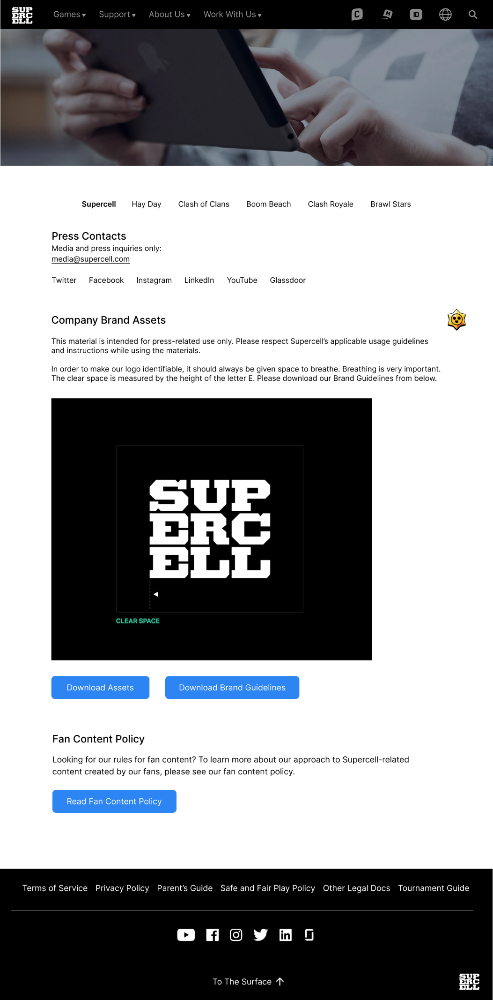 SUP
ERC
ELL
Games Support About Us Work With Us
C ID
Supercell Hay Day Clash of Clans Boom Beach Clash Royale Brawl Stars
Press Contacts
Media and press inquiries only:
media@supercell.com
Twitter Facebook Instagram LinkedIn YouTube Glassdoor
Company Brand Assets
This material is intended for press-related use only. Please respect Supercell’s applicable usage guidelines
and instructions while using the materials.
In order to make our logo identifiable, it should always be given space to breathe. Breathing is very important.
The clear space is measured by the height of the letter E. Please download our Brand Guidelines from below.
SUP
ERC
ELL
CLEAR SPACE
Download Assets Download Brand Guidelines
Fan Content Policy
Looking for our rules for fan content? To learn more about our approach to Supercell-related
content created by our fans, please see our fan content policy.
Read Fan Content Policy
Terms of Service Privacy Policy Parent’s Guide Safe and Fair Play Policy Other Legal Docs Tournament Guide
in
To The Surface
SUP
ERC
ELL